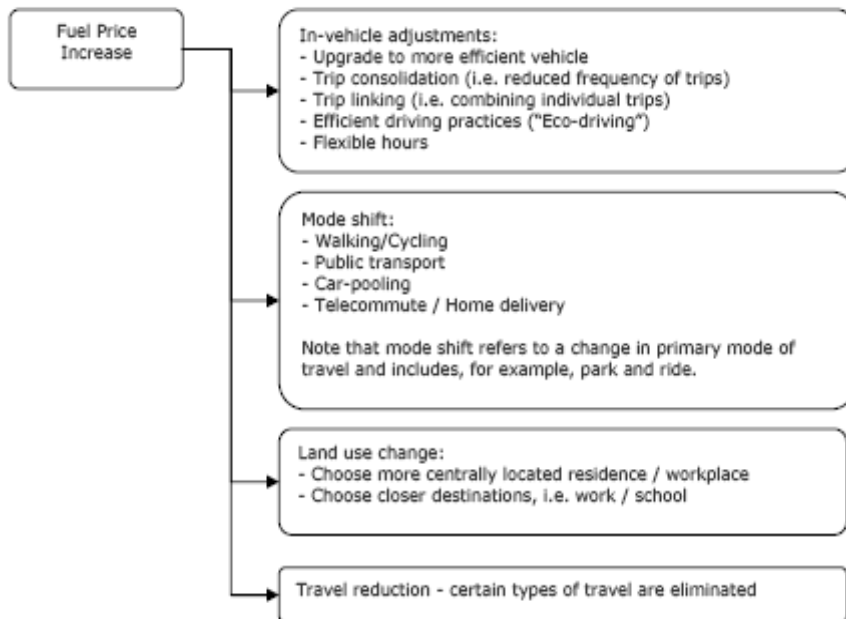 Fuel Price
Increase
In-vehicle adjustments:
- Upgrade to more efficient vehicle
- Trip consolidation (i.e. reduced frequency of trips)
- Trip linking (i.e. combining individual trips)
- Efficient driving practices ("Eco-driving")
- Flexible hours
Mode shift:
- Walking/Cycling
- Public transport
- Car-pooling
- Telecommute / Home delivery
Note that mode shift refers to a change in primary mode of
travel and includes, for example, park and ride.
Land use change:
- Choose more centrally located residence / workplace
- Choose closer destinations, i.e. work / school
Travel reduction - certain types of travel are eliminated